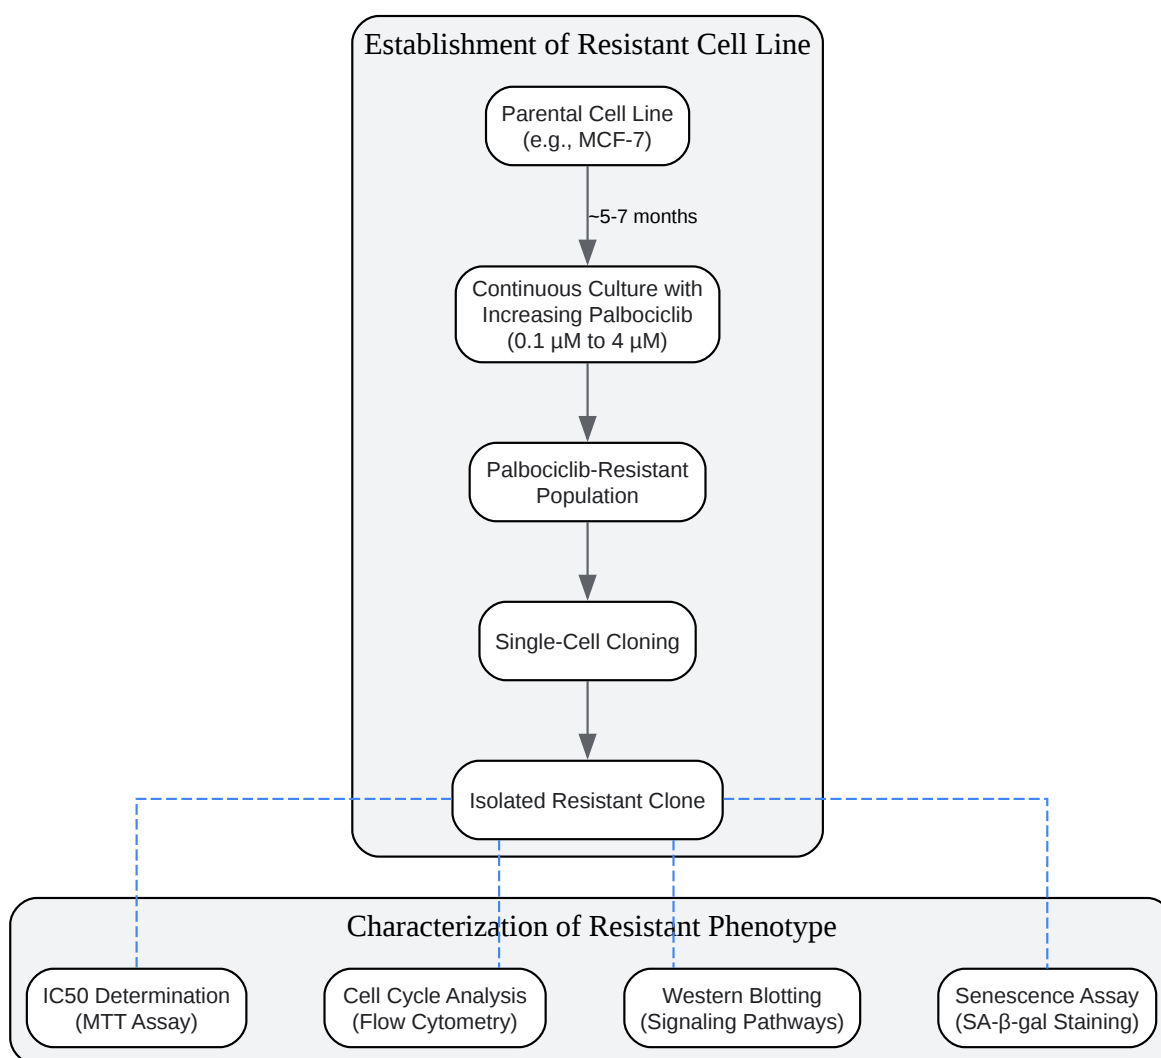 Establishment of Resistant Cell Line
Parental Cell Line
(e.g., MCF-7)
~5-7 months
Continuous Culture with
Increasing Palbociclib
(0.1 µM to 4 µM)
Palbociclib-Resistant
Population
Single-Cell Cloning
Isolated Resistant Clone
Characterization of Resistant Phenotype
IC50 Determination
(MTT Assay)
Cell Cycle Analysis
(Flow Cytometry)
Western Blotting
(Signaling Pathways)
Senescence Assay
(SA-β-gal Staining)